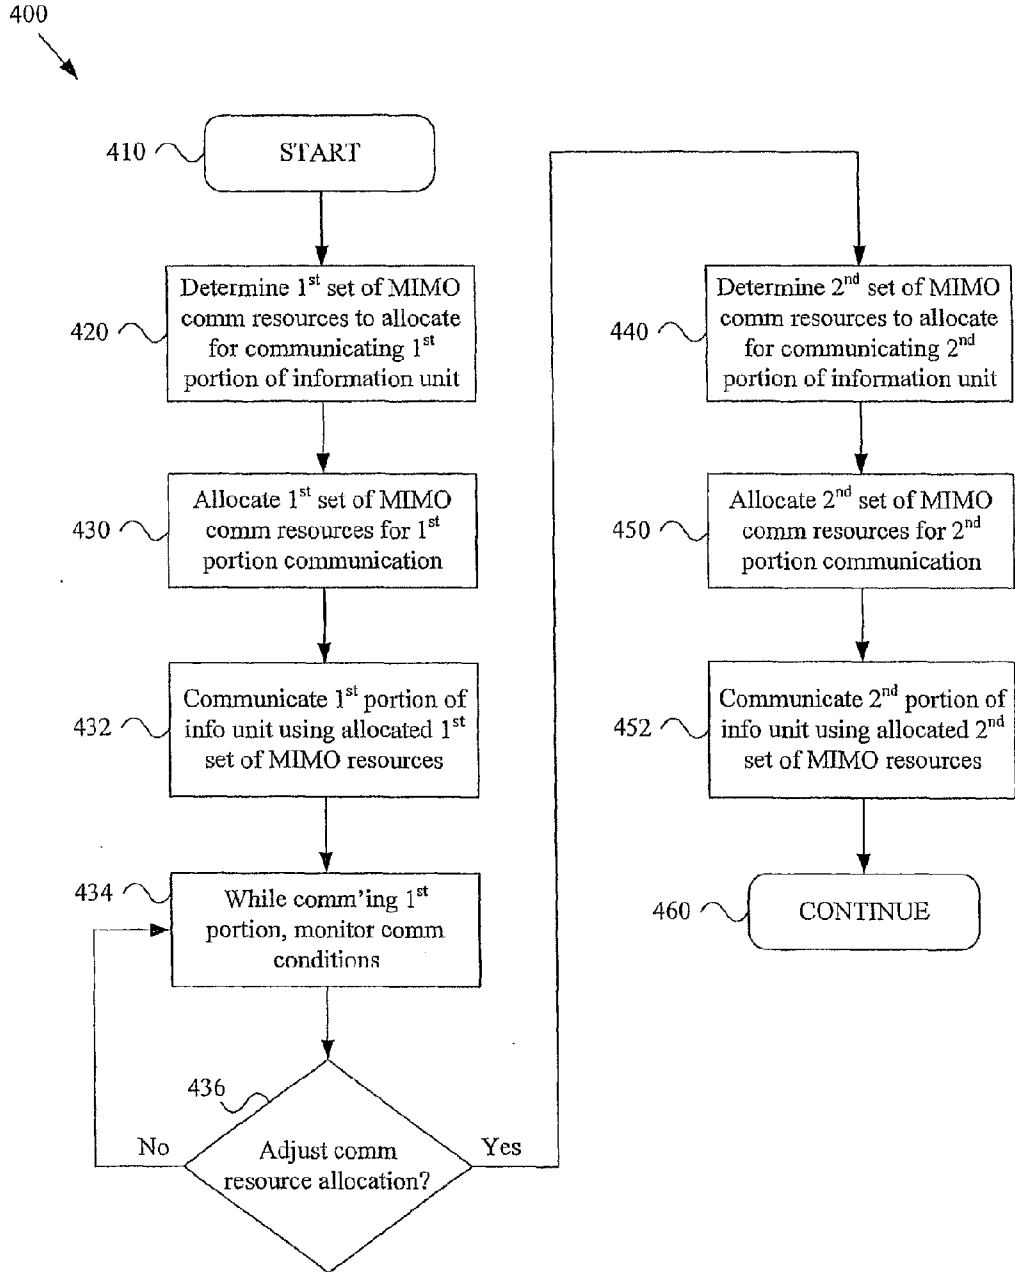 400
410
START
420
Determine 1st set of MIMO
comm resources to allocate
for communicating 1st
portion of information unit
430
Allocate 1st set of MIMO
comm resources for 1st
portion communication
432
Communicate 1st portion of
info unit using allocated 1st
set of MIMO resources
434
While comm'ing 1st
portion, monitor comm
conditions
436
No
Adjust comm
resource allocation?
Yes
440
Determine 2nd set of MIMO
comm resources to allocate
for communicating 2nd
portion of information unit
450
Allocate 2nd set of MIMO
comm resources for 2nd
portion communication
452
Communicate 2nd portion of
info unit using allocated 2nd
set of MIMO resources
460
CONTINUE